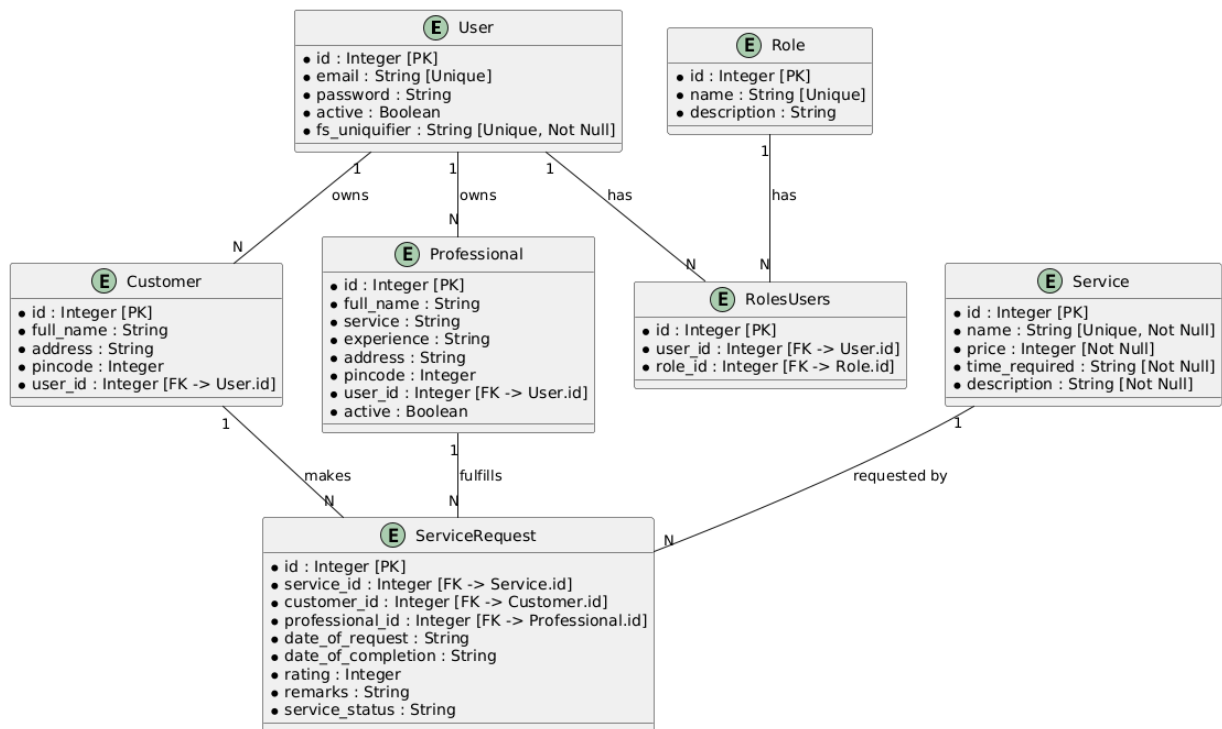 E User
id : Integer [PK]
email : String [Unique]
password : String
active : Boolean
fs_uniquifier : String [Unique, Not Null]
E Role
id : Integer [PK]
name : String [Unique]
description : String
1
1
1
1
owns
owns
has
has
N
N
N
N
E Customer
id : Integer [PK]
full_name : String
address : String
pincode : Integer
user_id : Integer [FK -> User.id]
E Professional
id : Integer [PK]
full_name : String
service : String
experience : String
address : String
pincode : Integer
user_id : Integer [FK -> User.id]
active : Boolean
E RolesUsers
id : Integer [PK]
user_id : Integer [FK -> User.id]
role_id : Integer [FK -> Role.id]
E Service
id : Integer [PK]
name : String [Unique, Not Null]
price : Integer [Not Null]
time_required : String [Not Null]
description : String [Not Null]
1
1
1
makes
fulfills
requested by
N
N
N
E ServiceRequest
id : Integer [PK]
service_id : Integer [FK -> Service.id]
customer_id : Integer [FK -> Customer.id]
professional_id : Integer [FK -> Professional.id]
date_of_request : String
date_of_completion : String
rating : Integer
remarks : String
service_status : String